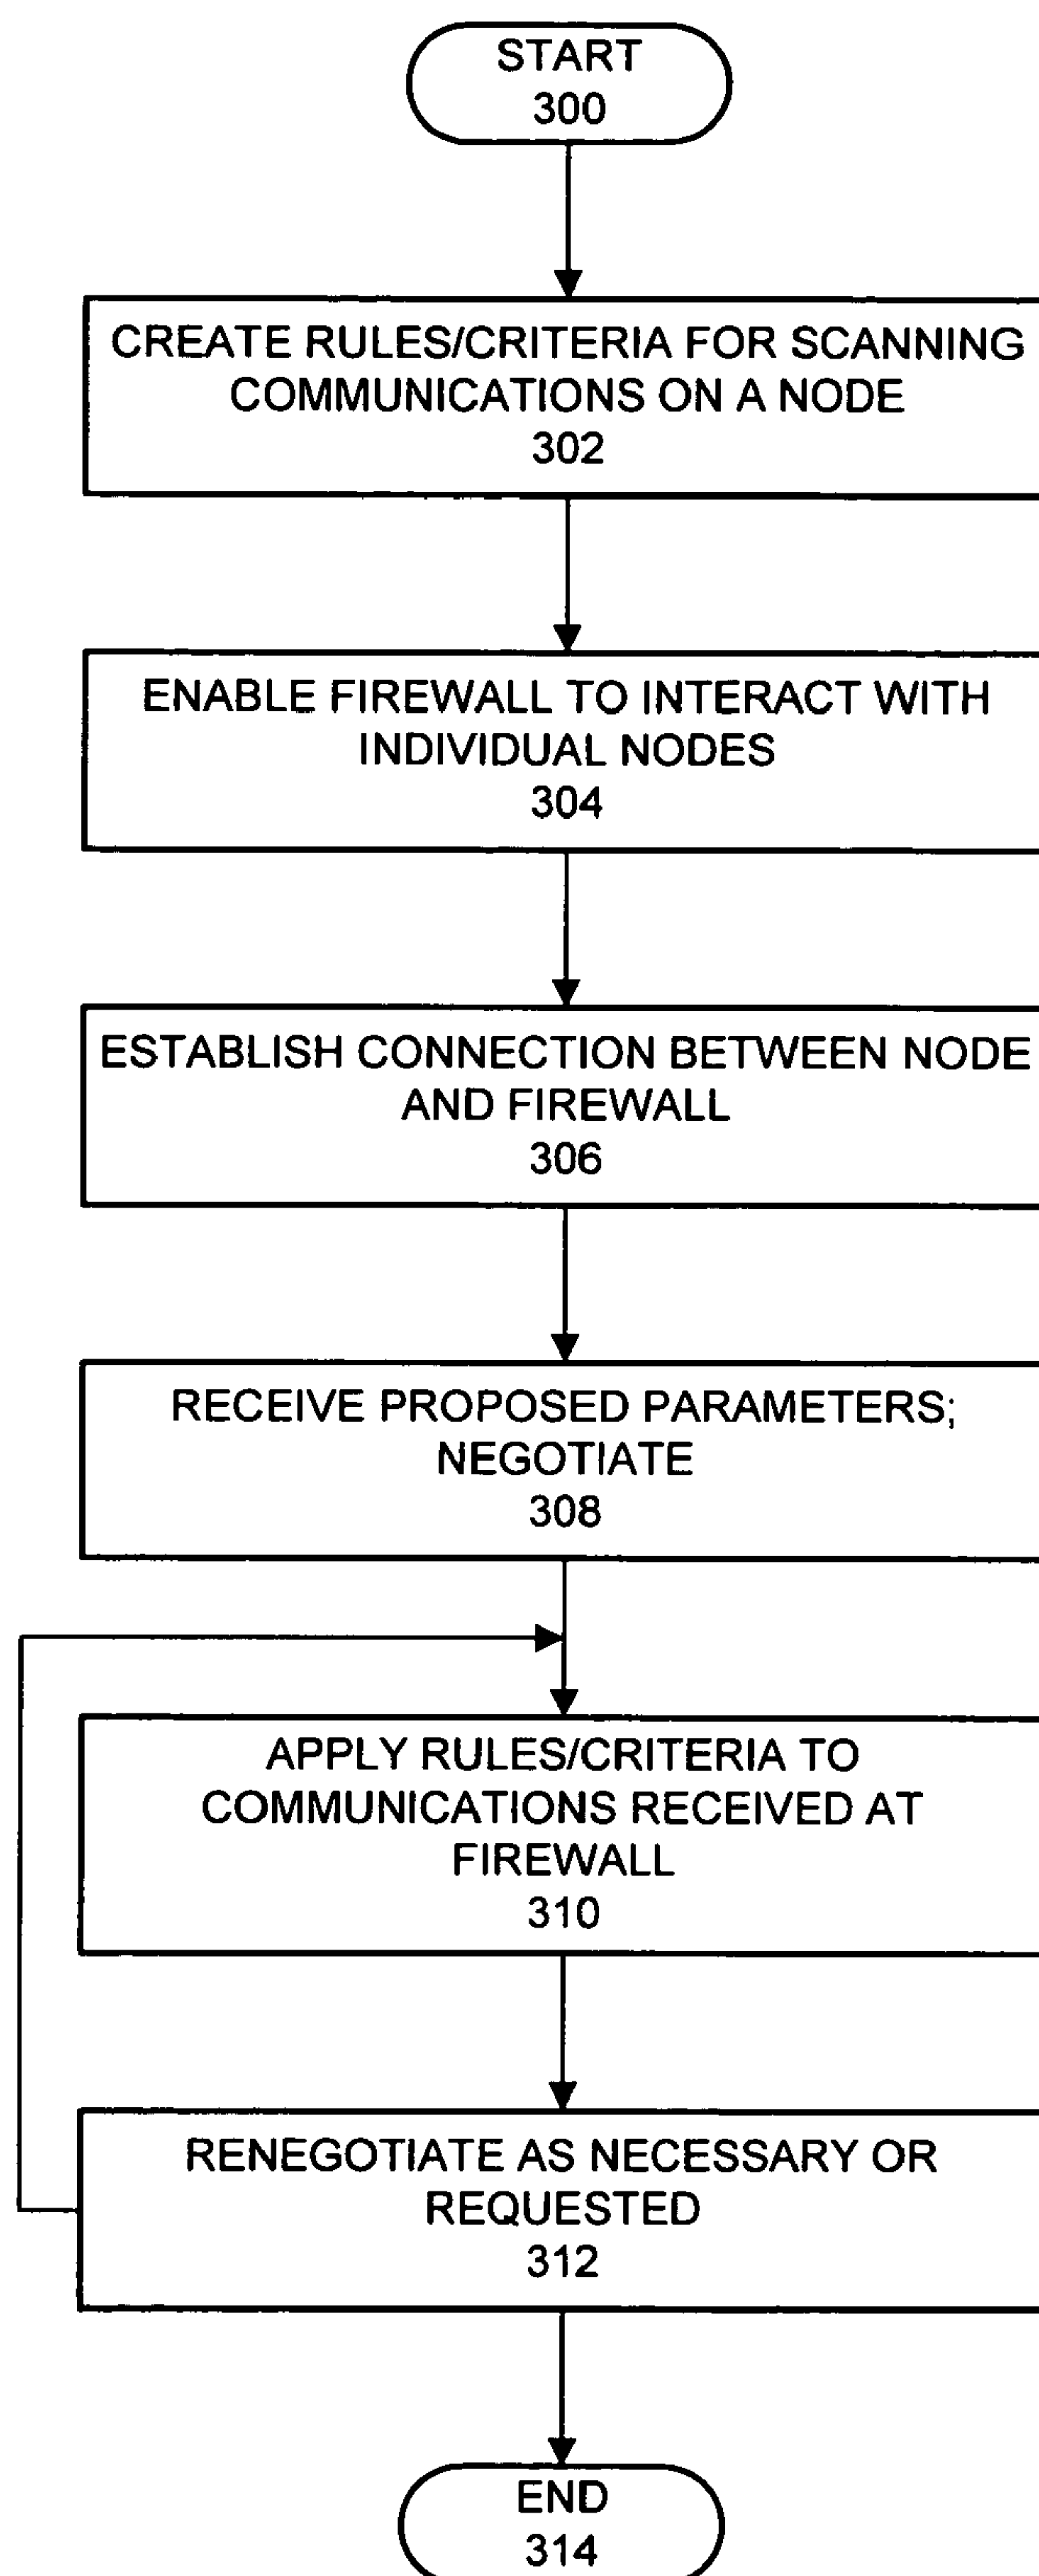 START
300
CREATE RULES/CRITERIA FOR SCANNING
COMMUNICATIONS ON A NODE
302
ENABLE FIREWALL TO INTERACT WITH
INDIVIDUAL NODES
304
ESTABLISH CONNECTION BETWEEN NODE
AND FIREWALL
306
RECEIVE PROPOSED PARAMETERS;
NEGOTIATE
308
APPLY RULES/CRITERIA TO
COMMUNICATIONS RECEIVED AT
FIREWALL
310
RENEGOTIATE AS NECESSARY OR
REQUESTED
312
END
314